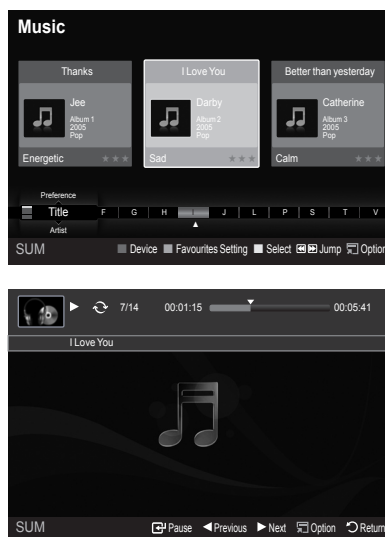 Music
Thanks
Jee
Album 1
2005
Pop
Energetic
I Love You
Darby
Album 2
2005
Pop
Sad
Better than yesterday
Catherine
Album 3
2005
Pop
Calm
Preference
Title F G H I J L P S T V
Artist
SUM Device Favourites Setting Select Jump Option
7/14 00:01:15 00:05:41
I Love You
SUM Pause Previous Next Option Return